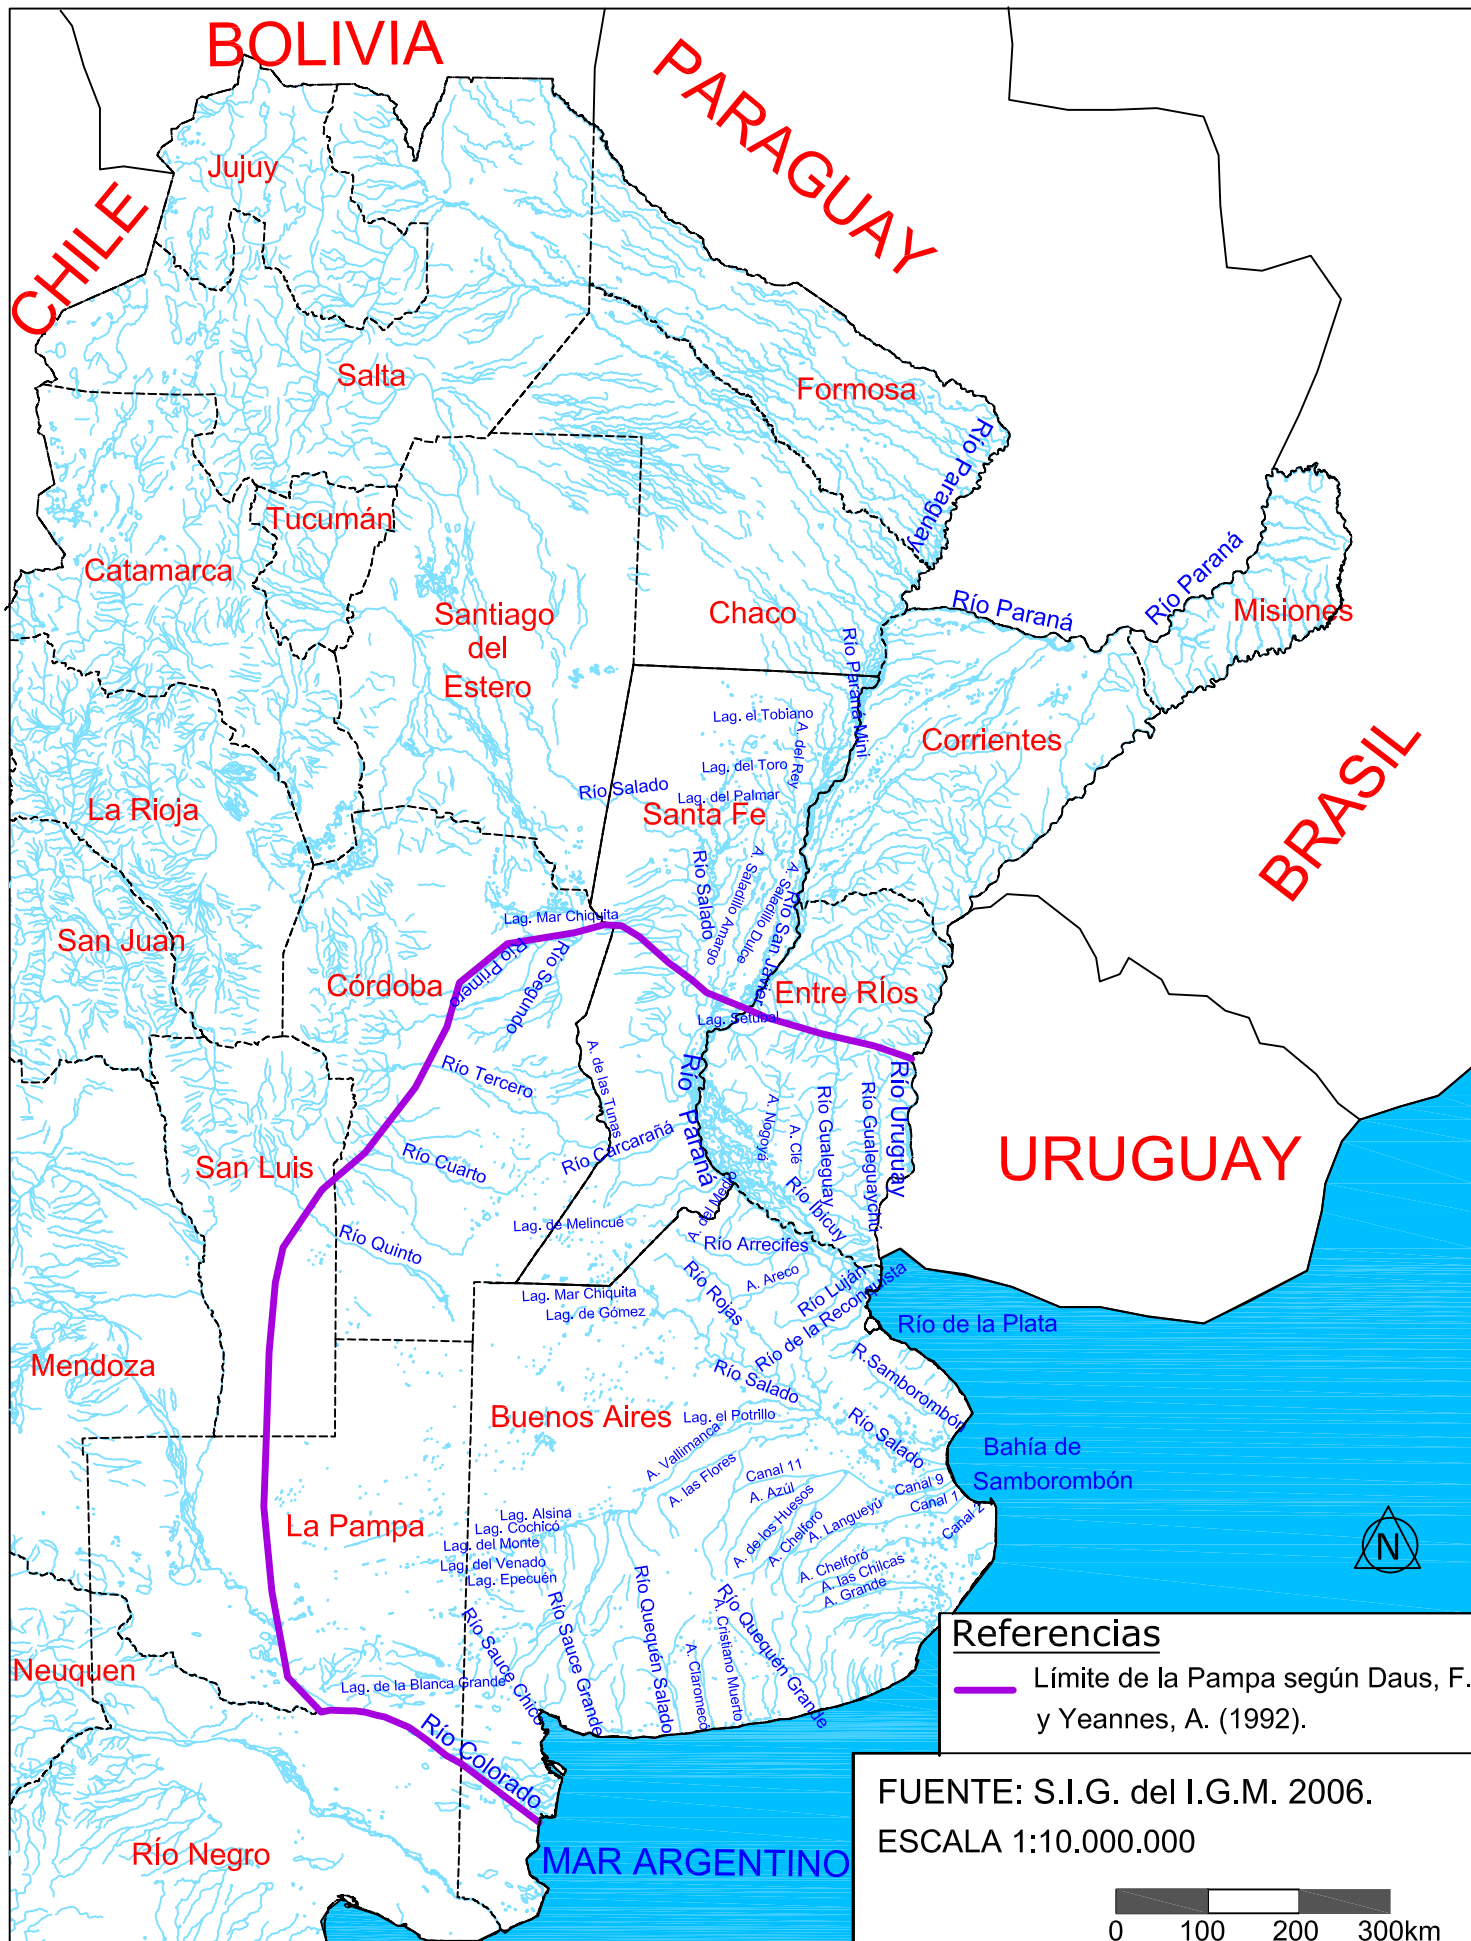 BOLIVIA
PARAGUAY
CHILE
Jujuy
Salta
Formosa
Río Paraguay
Tucumán
Catamarca
Santiago
del
Estero
Chaco
Río Paraná
Río Paraná
Misiones
Río Paraná Mini
Corrientes
BRASIL
Lag. el Tobiano
A. del Rey
Lag. del Toro
Río Salado
Lag. del Palmar
Santa Fe
La Rioja
San Juan
Río Salado
A. Saladillo Amargo
A. Saladillo Dulce
Río San Javier
Lag. Mar Chiquita
Río Primero
Río Segundo
Córdoba
Entre RÍos
Lag. Setubal
Río Tercero
A. de las Tunas
Río Paraná
A. Nogoyá
A. Clé
Río Gualeguay
Río Gualeguaychú
Río Uruguay
URUGUAY
San Luis
Río Cuarto
Río Carcarañá
A. del Medio
Río Ibicuy
Lag. de Melincué
Río Quinto
Río Arrecifes
A. Areco
Río Rojas
Río Luján
Río de la Reconquista
Lag. Mar Chiquita
Lag. de Gómez
Río de la Plata
Mendoza
Río Salado
R.Samborombón
Buenos Aires
Lag. el Potrillo
Río Salado
Bahía de
Samborombón
A. Vallimanca
A. las Flores
Canal 11
A. Azúl
Canal 9
Canal 1
Canal 2
A. de los Huesos
A. Chelforo
A. Langueyú
La Pampa
Lag. Alsina
Lag. Cochicó
Lag. del Monte
Lag. del Venado
Lag. Epecuén
A. Chelforó
A. las Chilcas
A. Grande
N
Neuquen
Río Sauce Chico
Río Sauce Grande
Río Quequén Salado
A. Claromecó
A. Cristiano Muerto
Río Quequén Grande
Lag. de la Blanca Grande
Río Colorado
Río Negro
MAR ARGENTINO
Referencias
Límite de la Pampa según Daus, F.
y Yeannes, A. (1992).
FUENTE: S.I.G. del I.G.M. 2006.
ESCALA 1:10.000.000
0 100 200 300km